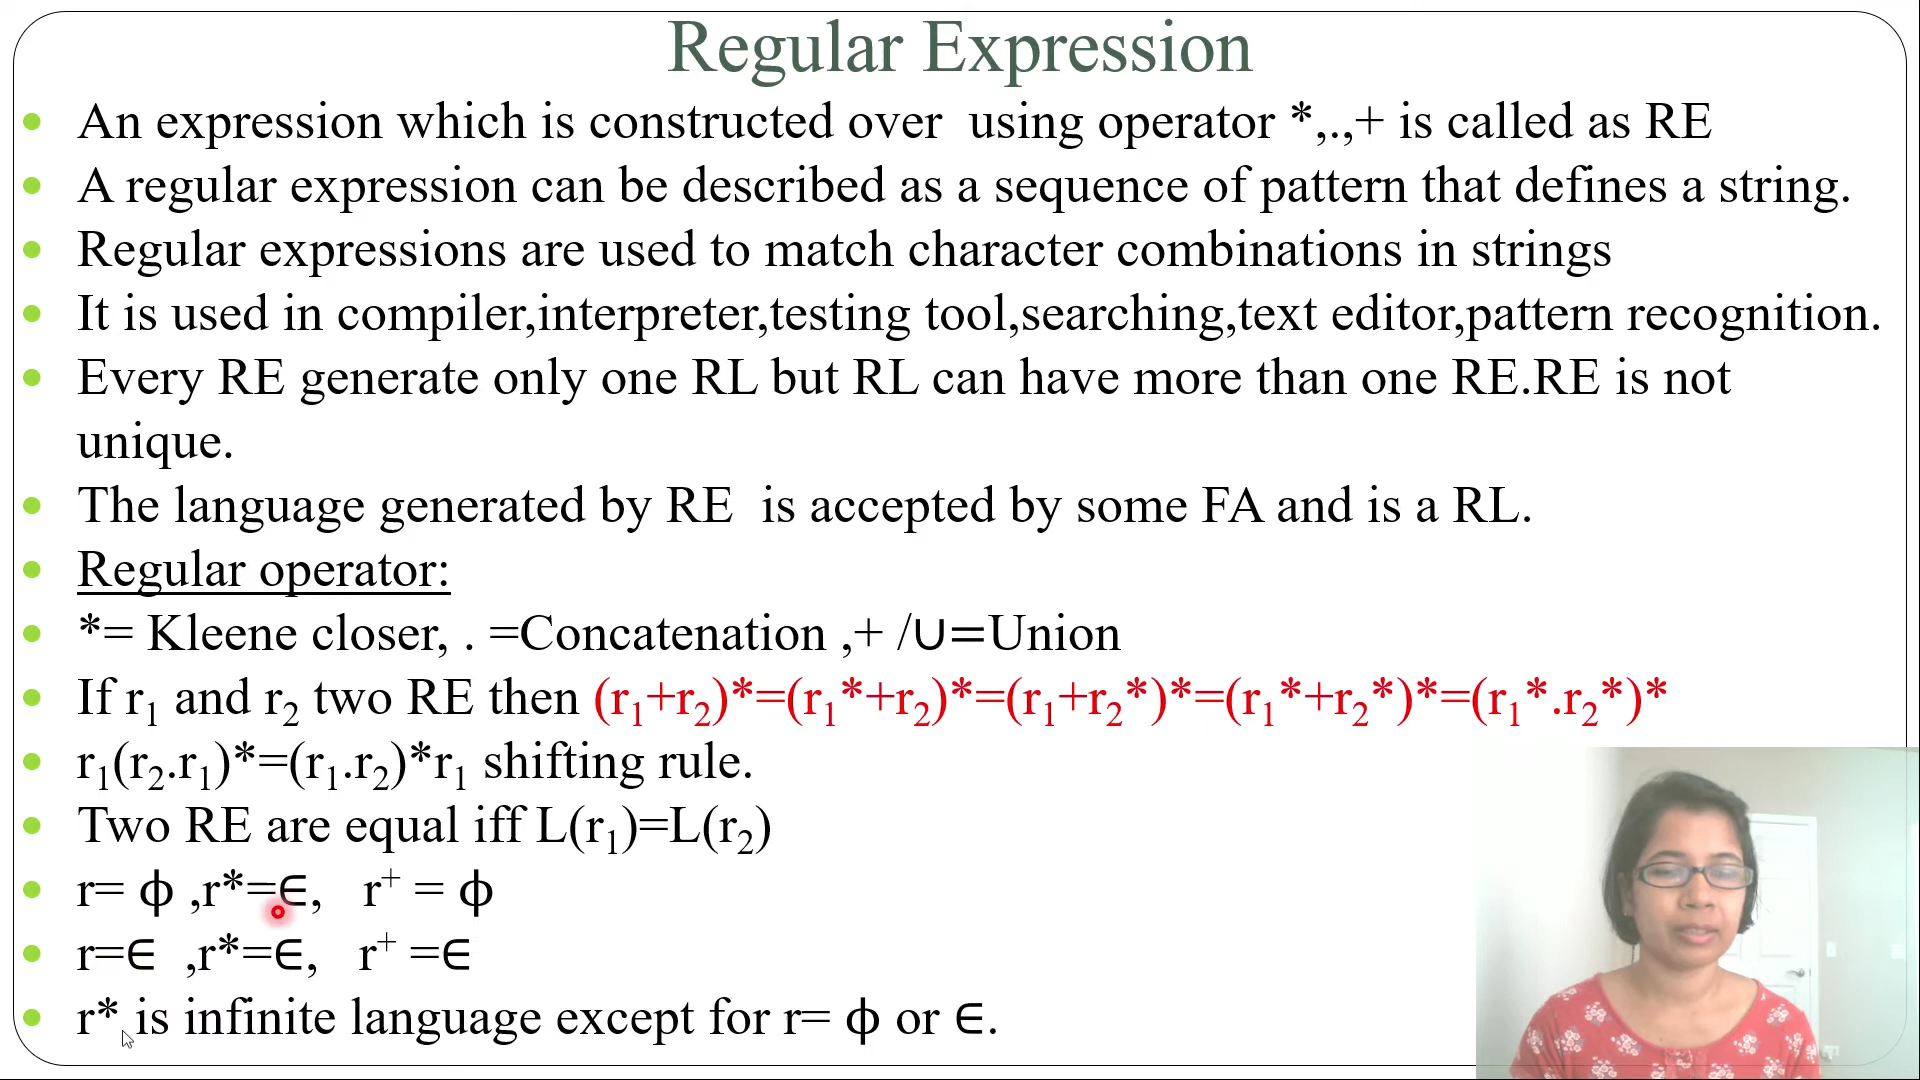 Regular Expression
• An expression which is constructed over  using operator *,.,+ is called as RE
• A regular expression can be described as a sequence of pattern that defines a string.
• Regular expressions are used to match character combinations in strings
• It is used in compiler,interpreter,testing tool,searching,text editor,pattern recognition.
• Every RE generate only one RL but RL can have more than one RE.RE is not
unique.
• The language generated by RE  is accepted by some FA and is a RL.
• Regular operator:
• *= Kleene closer, . =Concatenation ,+ /∪=Union
• If r₁ and r₂ two RE then (r₁+r₂)*=(r₁*+r₂)*=(r₁+r₂*)*=(r₁*+r₂*)*=(r₁*.r₂*)*
• r₁(r₂.r₁)*=(r₁.r₂)*r₁ shifting rule.
• Two RE are equal iff L(r₁)=L(r₂)
• r= ϕ ,r*=∈,   r⁺ = ϕ
• r=∈  ,r*=∈,   r⁺ =∈
• r* is infinite language except for r= ϕ or ∈.